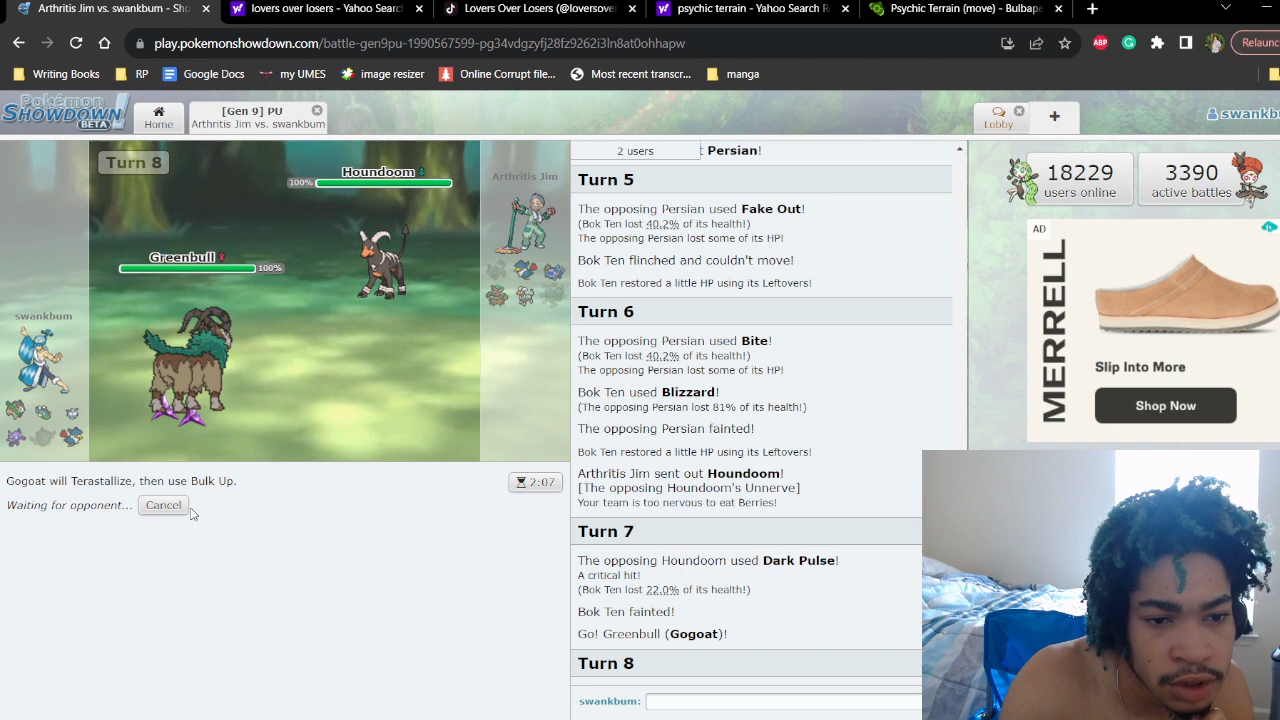 Arthritis Jim vs. swankbum - Sho
lovers over losers - Yahoo Search
Lovers Over Losers (@loversover
psychic terrain - Yahoo Search Re
Psychic Terrain (move) - Bulbape
play.pokemonshowdown.com/battle-gen9pu-1990567599-pg34vdgzyfj28fz9262i3ln8at0ohhapw
ABP
Relaunc
Writing Books
RP
Google Docs
my UMES
image resizer
Online Corrupt file...
Most recent transcr...
manga
Pokémon
SHOWDOWN!
BETA
Home
[Gen 9] PU
Arthritis Jim vs. swankbum
Lobby
swankbu
Turn 8
Houndoom
100%
Arthritis Jim
Greenbull
100%
swankbum
Gogoat will Terastallize, then use Bulk Up.
2:07
Waiting for opponent...
Cancel
2 users
: Persian!
Turn 5
The opposing Persian used Fake Out!
(Bok Ten lost 40.2% of its health!)
The opposing Persian lost some of its HP!
Bok Ten flinched and couldn't move!
Bok Ten restored a little HP using its Leftovers!
Turn 6
The opposing Persian used Bite!
(Bok Ten lost 40.2% of its health!)
The opposing Persian lost some of its HP!
Bok Ten used Blizzard!
(The opposing Persian lost 81% of its health!)
The opposing Persian fainted!
Bok Ten restored a little HP using its Leftovers!
Arthritis Jim sent out Houndoom!
[The opposing Houndoom's Unnerve]
Your team is too nervous to eat Berries!
Turn 7
The opposing Houndoom used Dark Pulse!
A critical hit!
(Bok Ten lost 22.0% of its health!)
Bok Ten fainted!
Go! Greenbull (Gogoat)!
Turn 8
swankbum:
18229
users online
3390
active battles
AD
MERRELL
Slip Into More
Shop Now